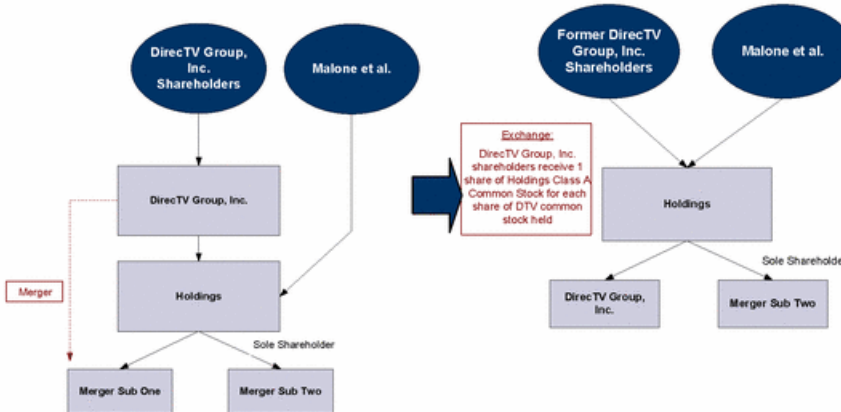 DirecTV Group,
Inc.
Shareholders
Malone et al.
DirecTV Group, Inc.
Merger
Holdings
Sole Shareholder
Merger Sub One
Merger Sub Two
Exchange:
DirecTV Group, Inc.
shareholders receive 1
share of Holdings Class A
Common Stock for each
share of DTV common
stock held
Former DirecTV
Group, Inc.
Shareholders
Malone et al.
Holdings
Sole Shareholde
DirecTV Group,
Inc.
Merger Sub Two